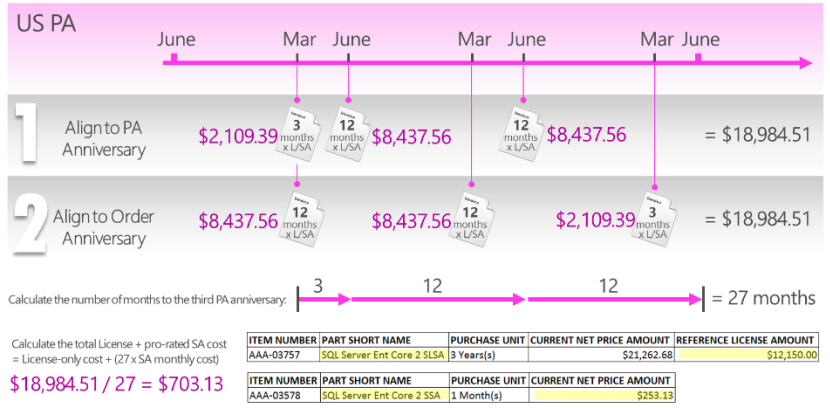 US PA
June Mar June Mar June Mar June
1 Align to PA Anniversary $2,109.39 Invoice 3 months x L/SA Invoice 12 months x L/SA $8,437.56 Invoice 12 months x L/SA $8,437.56 = $18,984.51
2 Align to Order Anniversary $8,437.56 Invoice 12 months x L/SA $8,437.56 Invoice 12 months x L/SA $2,109.39 Invoice 3 months x L/SA = $18,984.51
Calculate the number of months to the third PA anniversary: 3 12 12 = 27 months
Calculate the total License + pro-rated SA cost
= License-only cost + (27 x SA monthly cost)
$18,984.51 / 27 = $703.13
ITEM NUMBER PART SHORT NAME PURCHASE UNIT CURRENT NET PRICE AMOUNT REFERENCE LICENSE AMOUNT
AAA-03757 SQL Server Ent Core 2 SLSA 3 Years(s) $21,262.68 $12,150.00
ITEM NUMBER PART SHORT NAME PURCHASE UNIT CURRENT NET PRICE AMOUNT
AAA-03578 SQL Server Ent Core 2 SSA 1 Month(s) $253.13